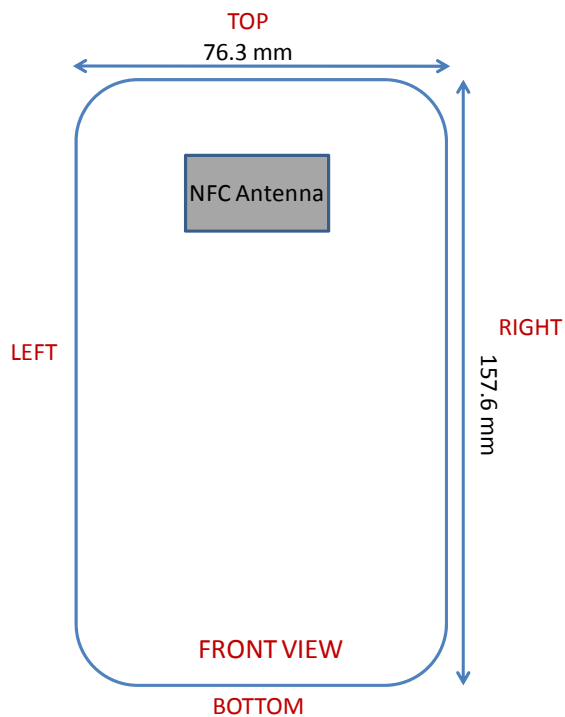 TOP
76.3 mm
NFC Antenna
LEFT
RIGHT
157.6 mm
FRONT VIEW
BOTTOM